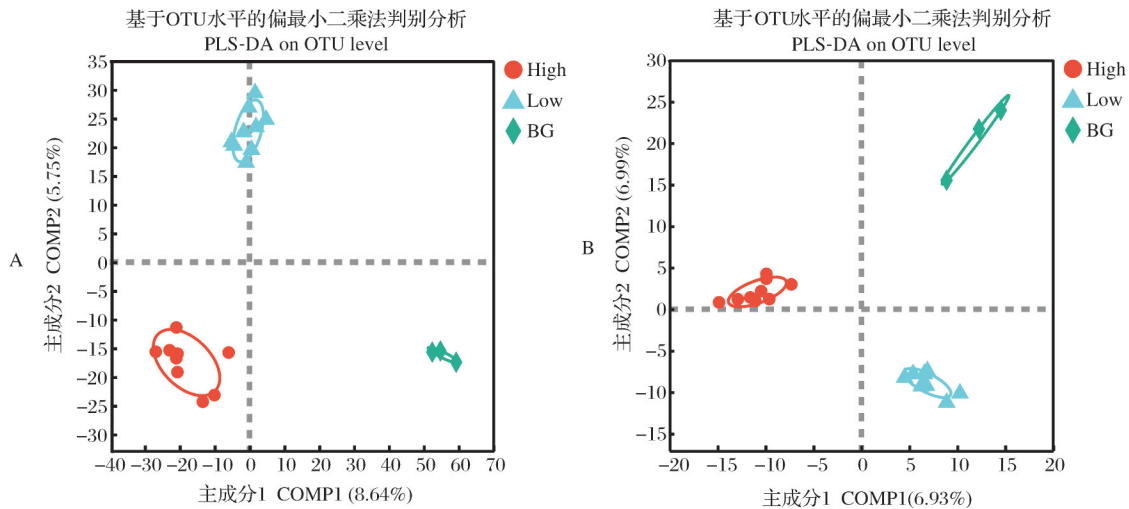 基于OTU水平的偏最小二乘法判别分析
PLS-DA on OTU level
35
30
25
20
15
10
5
0
−5
−10
−15
−20
−25
−30
主成分2 COMP2 (5.75%)
A
−40 −30 −20 −10 0 10 20 30 40 50 60 70
主成分1 COMP1 (8.64%)
High
Low
BG
基于OTU水平的偏最小二乘法判别分析
PLS-DA on OTU level
30
25
20
15
10
5
0
−5
−10
−15
主成分2 COMP2 (6.99%)
B
−20 −15 −10 −5 0 5 10 15 20
主成分1 COMP1(6.93%)
High
Low
BG